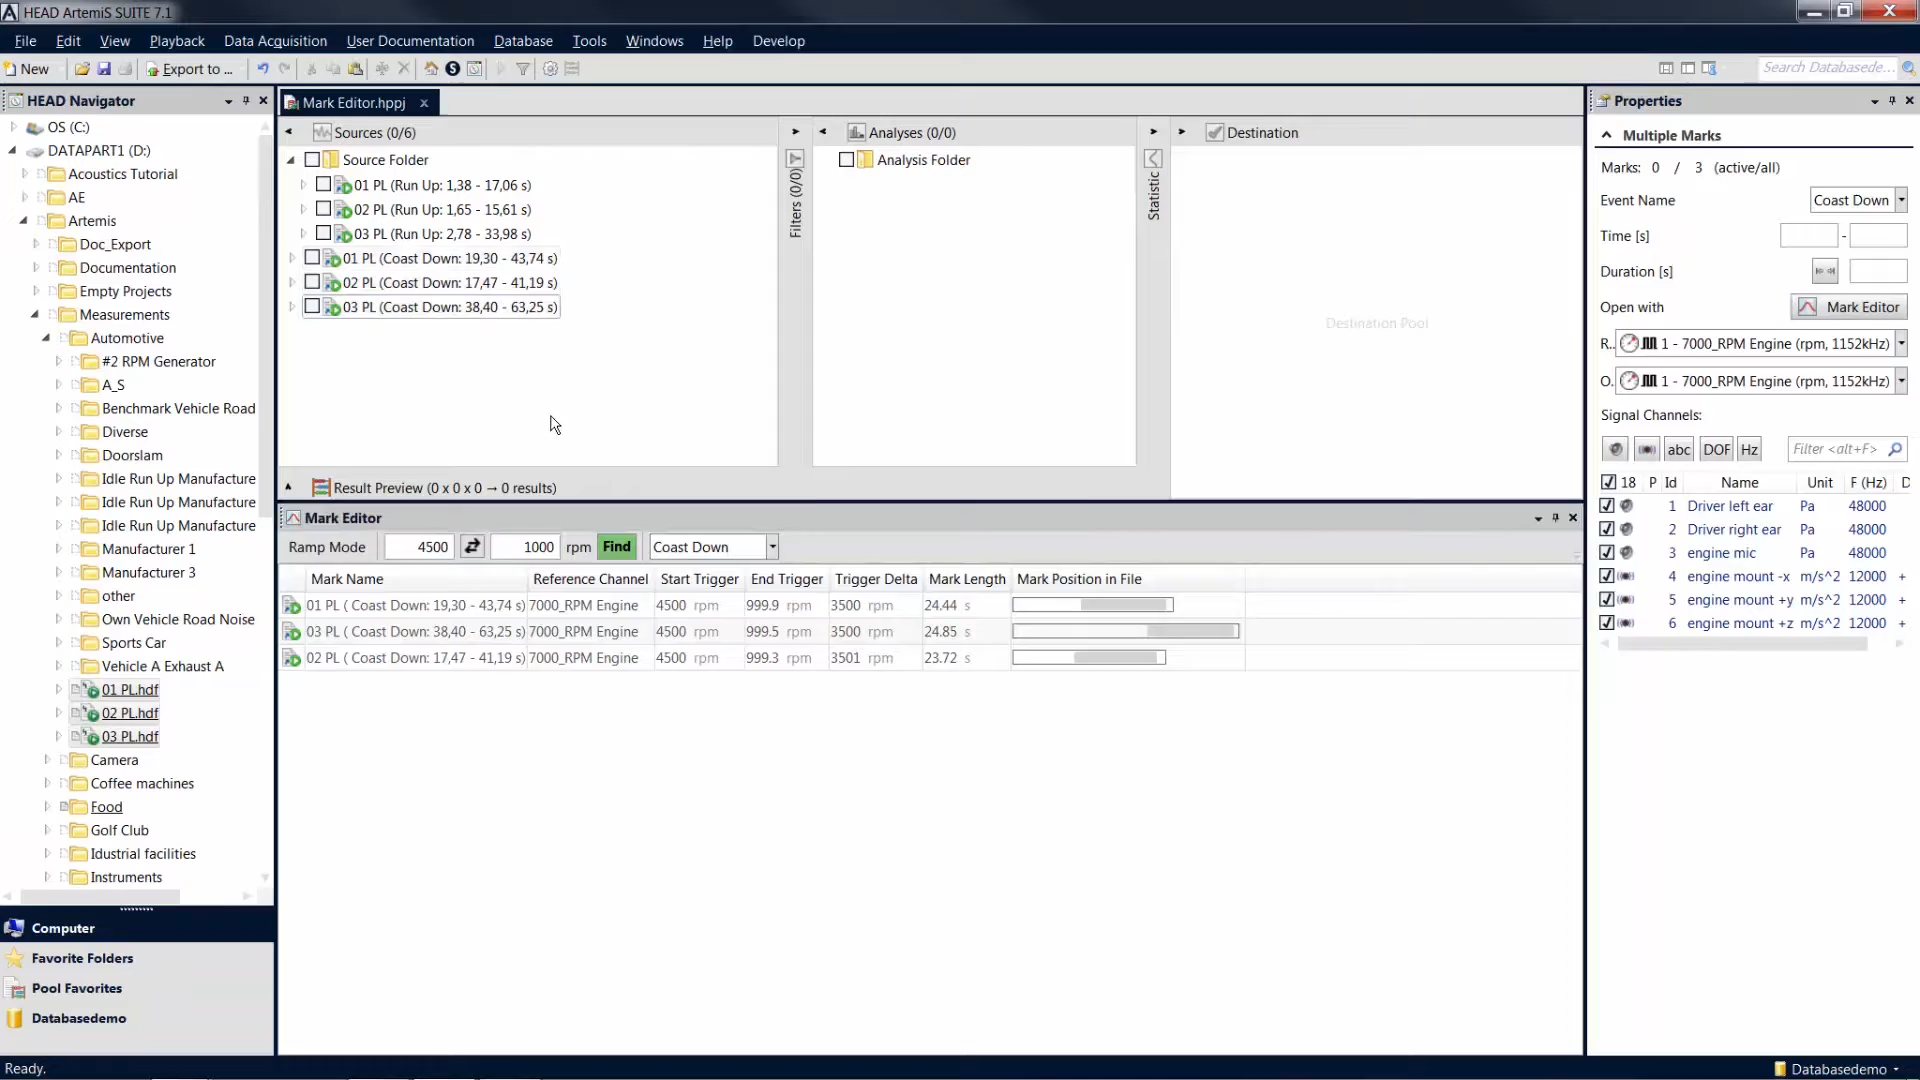 HEAD ArtemiS SUITE 7.1
File Edit View Playback Data Acquisition User Documentation Database Tools Windows Help Develop
New Export to ... Search Databasede...
HEAD Navigator
OS (C:)
DATAPART1 (D:)
Acoustics Tutorial
AE
Artemis
Doc_Export
Documentation
Empty Projects
Measurements
Automotive
#2 RPM Generator
A_S
Benchmark Vehicle Road
Diverse
Doorslam
Idle Run Up Manufacture
Idle Run Up Manufacture
Idle Run Up Manufacture
Manufacturer 1
Manufacturer 3
other
Own Vehicle Road Noise
Sports Car
Vehicle A Exhaust A
01 PL.hdf
02 PL.hdf
03 PL.hdf
Camera
Coffee machines
Food
Golf Club
Idustrial facilities
Instruments
Computer
Favorite Folders
Pool Favorites
Databasedemo
Mark Editor.hppj
Sources (0/6)
Source Folder
01 PL (Run Up: 1,38 - 17,06 s)
02 PL (Run Up: 1,65 - 15,61 s)
03 PL (Run Up: 2,78 - 33,98 s)
01 PL (Coast Down: 19,30 - 43,74 s)
02 PL (Coast Down: 17,47 - 41,19 s)
03 PL (Coast Down: 38,40 - 63,25 s)
Filters (0/0)
Analyses (0/0)
Analysis Folder
Statistic
Destination
Destination Pool
Result Preview (0 x 0 x 0 → 0 results)
Mark Editor
Ramp Mode 4500 1000 rpm Find Coast Down
Mark Name Reference Channel Start Trigger End Trigger Trigger Delta Mark Length Mark Position in File
01 PL ( Coast Down: 19,30 - 43,74 s) 7000_RPM Engine 4500 rpm 999.9 rpm 3500 rpm 24.44 s
03 PL ( Coast Down: 38,40 - 63,25 s) 7000_RPM Engine 4500 rpm 999.5 rpm 3500 rpm 24.85 s
02 PL ( Coast Down: 17,47 - 41,19 s) 7000_RPM Engine 4500 rpm 999.3 rpm 3501 rpm 23.72 s
Properties
Multiple Marks
Marks: 0 / 3 (active/all)
Event Name Coast Down
Time [s] -
Duration [s]
Open with Mark Editor
R.. 1 - 7000_RPM Engine (rpm, 1152kHz)
O. 1 - 7000_RPM Engine (rpm, 1152kHz)
Signal Channels:
abc DOF Hz Filter <alt+F>
18 P Id Name Unit F (Hz) D
1 Driver left ear Pa 48000
2 Driver right ear Pa 48000
3 engine mic Pa 48000
4 engine mount -x m/s^2 12000 +
5 engine mount +y m/s^2 12000 +
6 engine mount +z m/s^2 12000 +
Ready.
Databasedemo